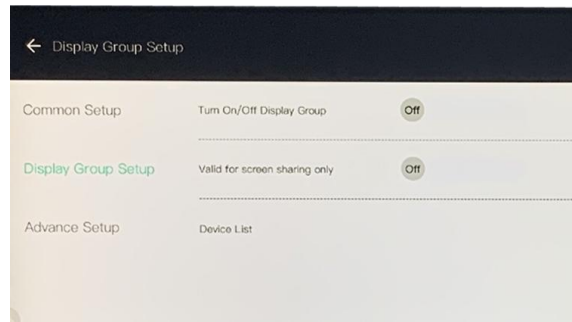 ← Display Group Setup
Common Setup
Turn On/Off Display Group
Off
Display Group Setup
Valid for screen sharing only
Off
Advance Setup
Device List